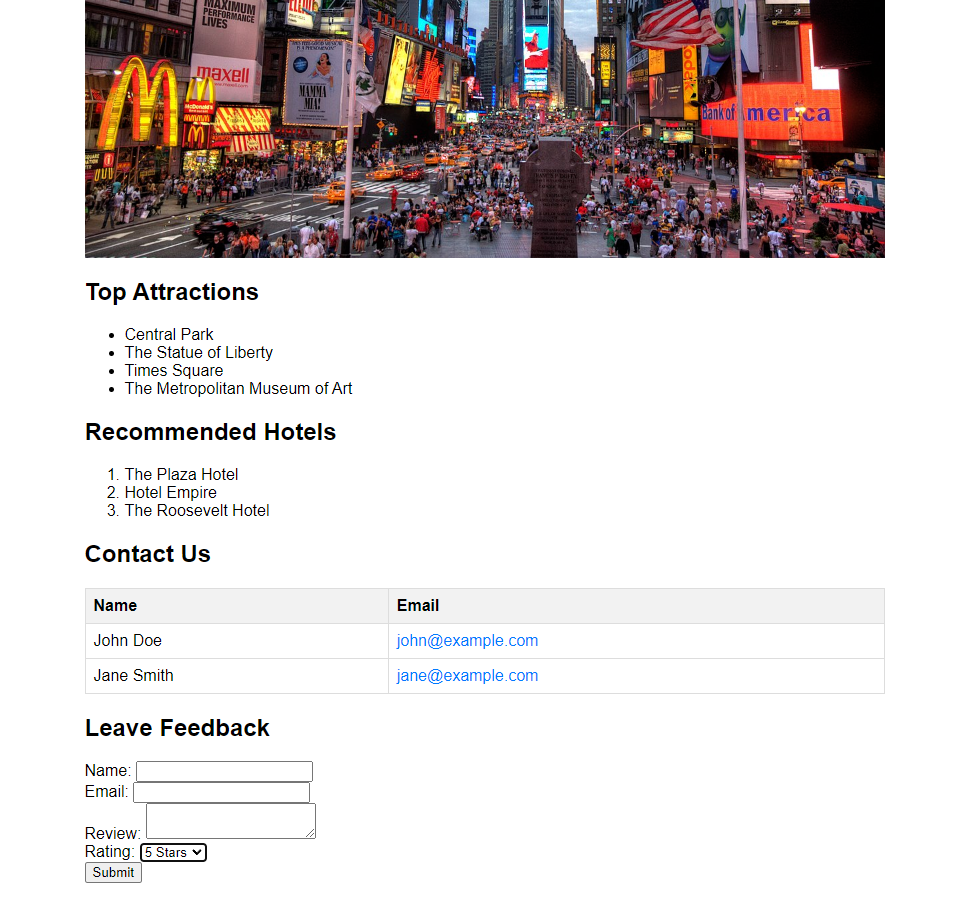 MAXIMUM
PERFORMANCE
LIVES
maxell
MAMMA
MIA!
McDonald's
Bank of America
Top Attractions
Central Park
The Statue of Liberty
Times Square
The Metropolitan Museum of Art
Recommended Hotels
1. The Plaza Hotel
2. Hotel Empire
3. The Roosevelt Hotel
Contact Us
Name Email
John Doe john@example.com
Jane Smith jane@example.com
Leave Feedback
Name:
Email:
Review:
Rating: 5 Stars
Submit